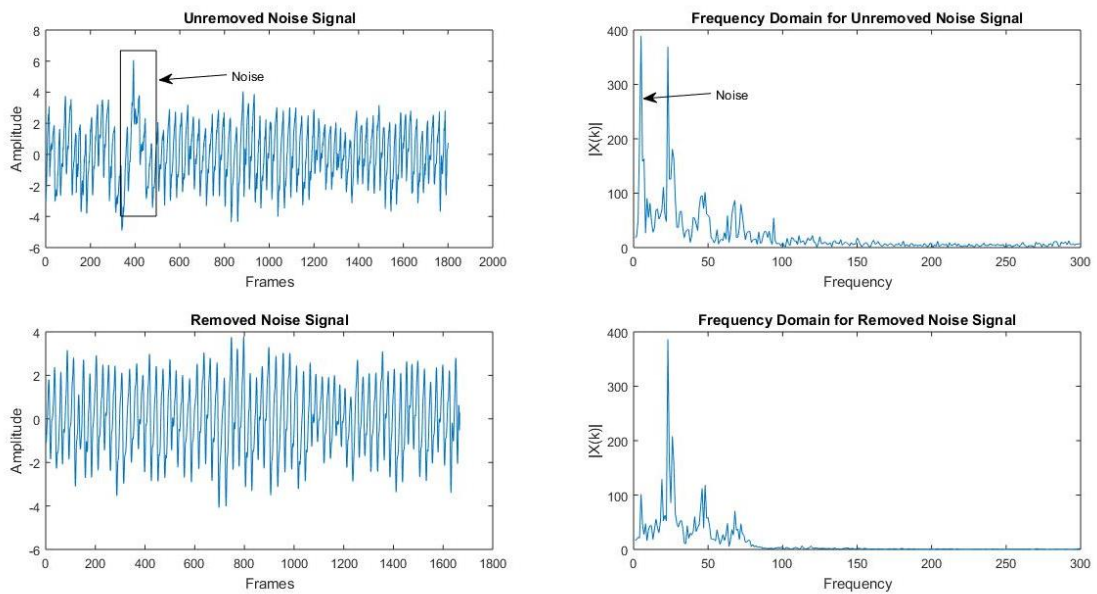 Unremoved Noise Signal
8
6
4
2
0
-2
-4
-6
Amplitude
Noise
0 200 400 600 800 1000 1200 1400 1600 1800 2000
Frames
Frequency Domain for Unremoved Noise Signal
400
300
200
100
0
|X(k)|
Noise
0 50 100 150 200 250 300
Frequency
Removed Noise Signal
4
2
0
-2
-4
-6
Amplitude
0 200 400 600 800 1000 1200 1400 1600 1800
Frames
Frequency Domain for Removed Noise Signal
400
300
200
100
0
|X(k)|
0 50 100 150 200 250 300
Frequency